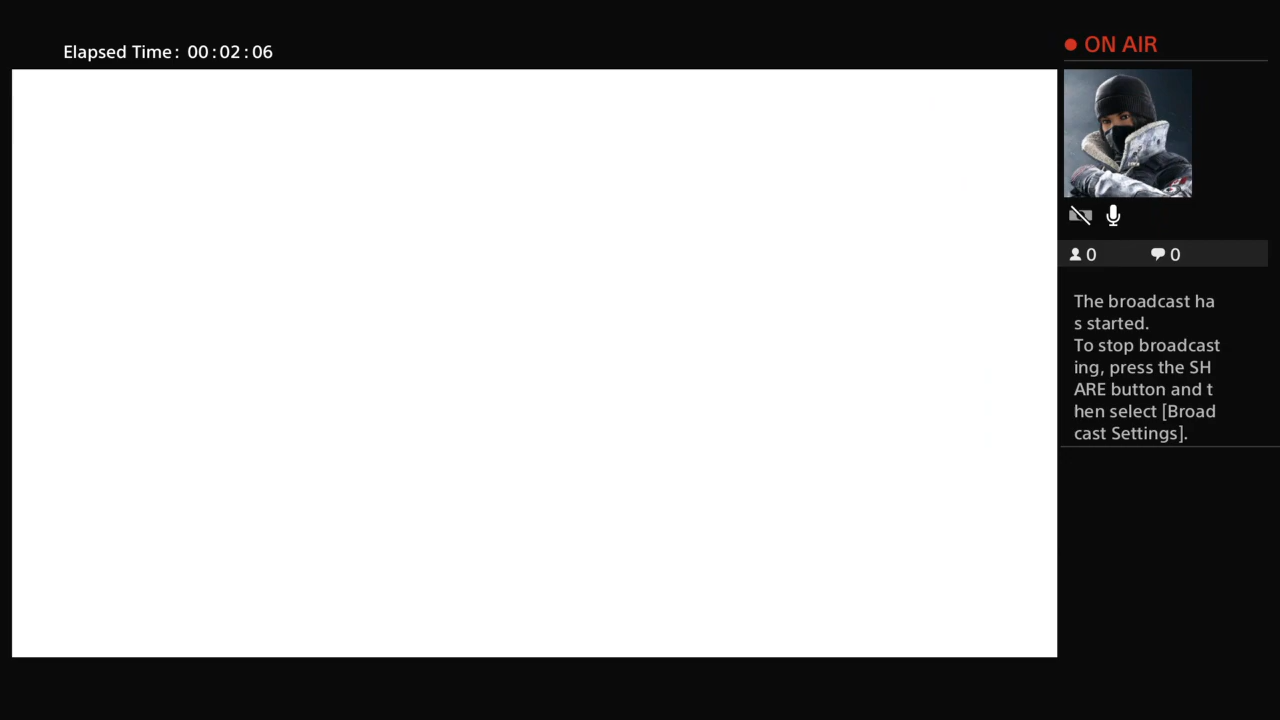 Elapsed Time: 00:02:06
ON AIR
0
0
The broadcast ha
s started.
To stop broadcast
ing, press the SH
ARE button and t
hen select [Broad
cast Settings].